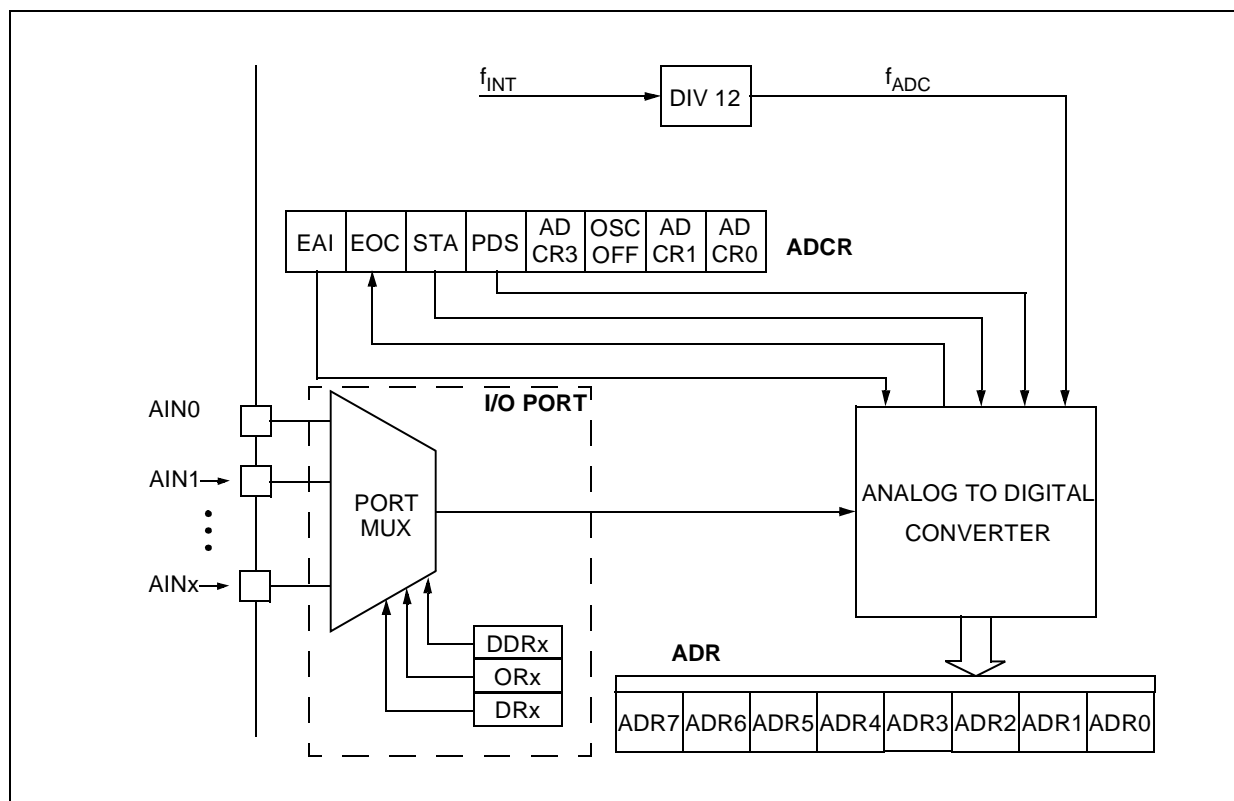 fINT
DIV 12
fADC
EAI EOC STA PDS AD CR3 OSC OFF AD CR1 AD CR0
ADCR
I/O PORT
AIN0
AIN1
AINx
PORT
MUX
ANALOG TO DIGITAL
CONVERTER
DDRx
ORx
DRx
ADR
ADR7 ADR6 ADR5 ADR4 ADR3 ADR2 ADR1 ADR0